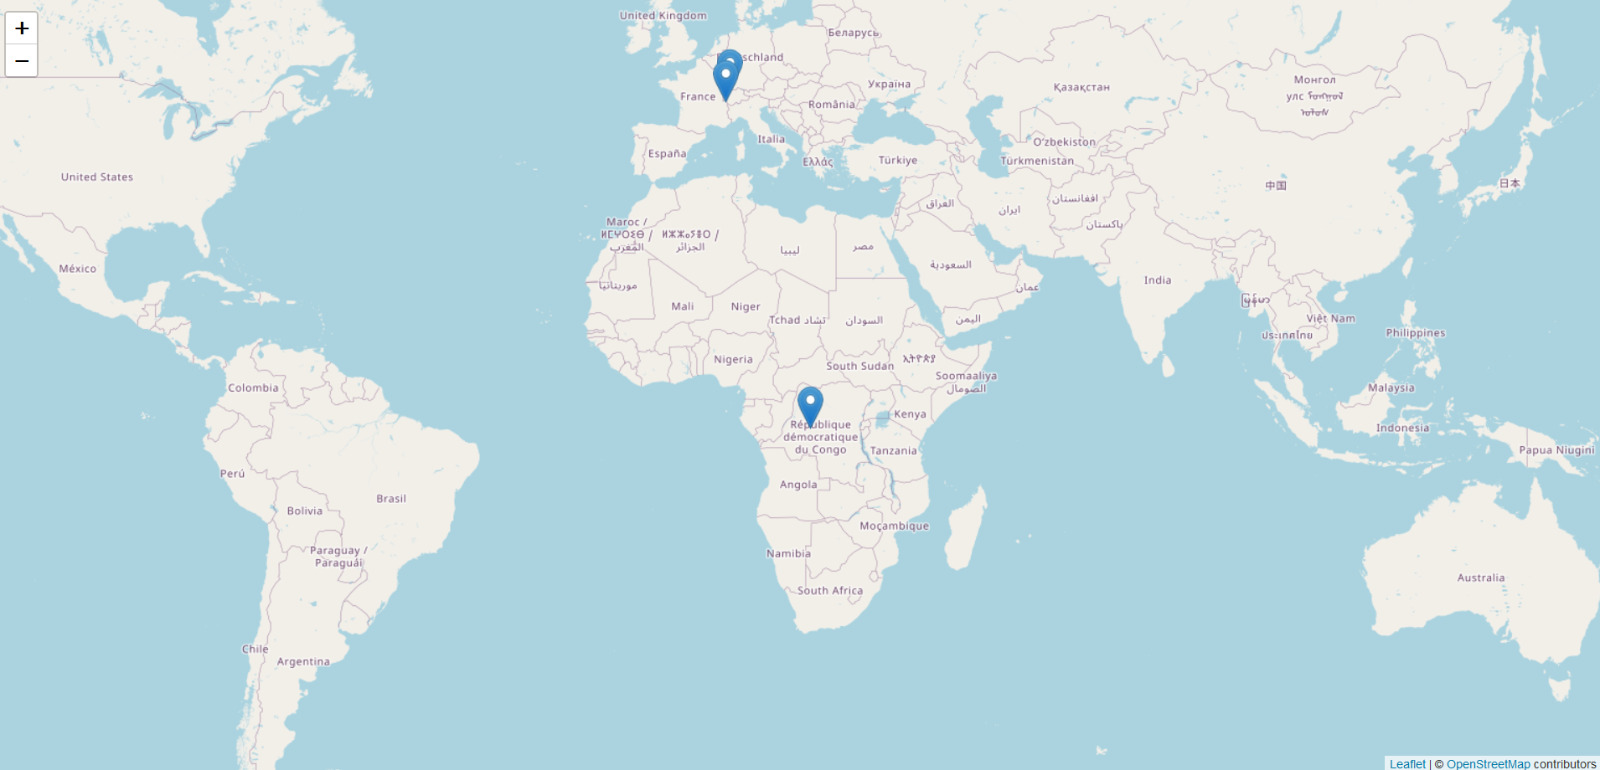 +
−
United Kingdom
Беларусь
schland
Україна
France
România
Қазақстан
Монгол
улс
Italia
España
Ελλάς
Türkiye
Oʻzbekiston
Türkmenistan
中国
日本
United States
العراق
ایران
افغانستان
پاکستان
Maroc /
ⵍⵎⵖⵔⵉⴱ /
المغرب
ⵍⵣⵣⴰⵢⴻⵔ /
الجزائر
ليبيا
مصر
México
السعودية
India
عمان
موريتانيا
Mali
Niger
မြန်မာ
Tchad تشاد
السودان
اليمن
Việt Nam
ประเทศไทย
Philippines
Nigeria
South Sudan
ኢትዮጵያ
Soomaaliya
الصومال
Colombia
Malaysia
Kenya
République
démocratique
du Congo
Indonesia
Tanzania
Papua Niugini
Perú
Angola
Brasil
Bolivia
Moçambique
Paraguay /
Paraguái
Namibia
Australia
South Africa
Chile
Argentina
Leaflet | © OpenStreetMap contributors